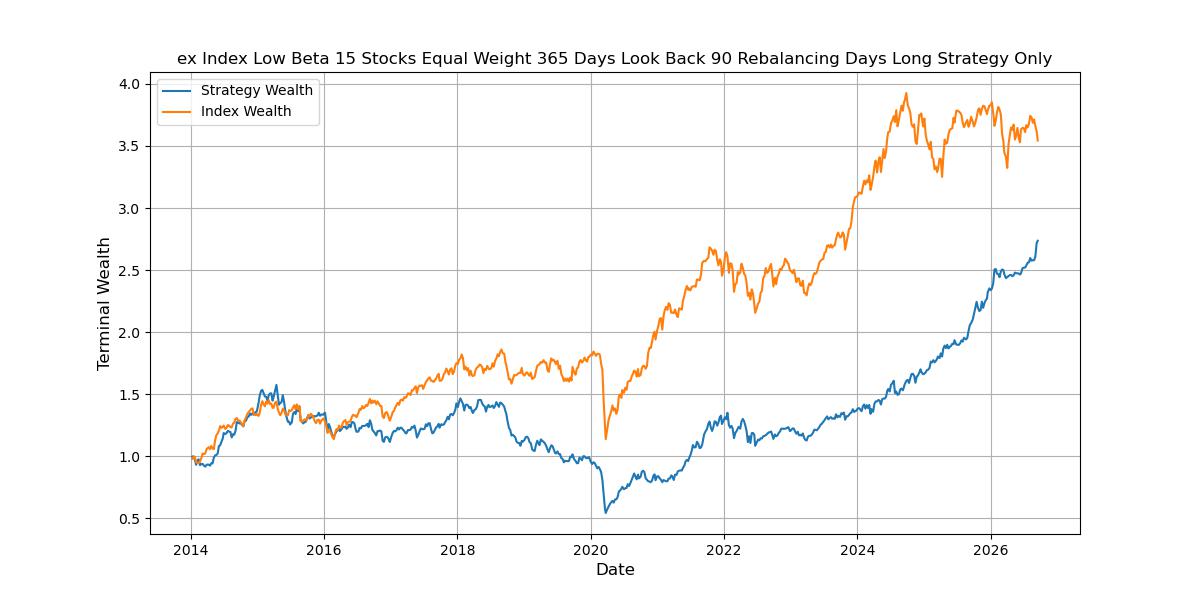 ex Index Low Beta 15 Stocks Equal Weight 365 Days Look Back 90 Rebalancing Days Long Strategy Only
Strategy Wealth
Index Wealth
Terminal Wealth
4.0
3.5
3.0
2.5
2.0
1.5
1.0
0.5
2014 2016 2018 2020 2022 2024 2026
Date